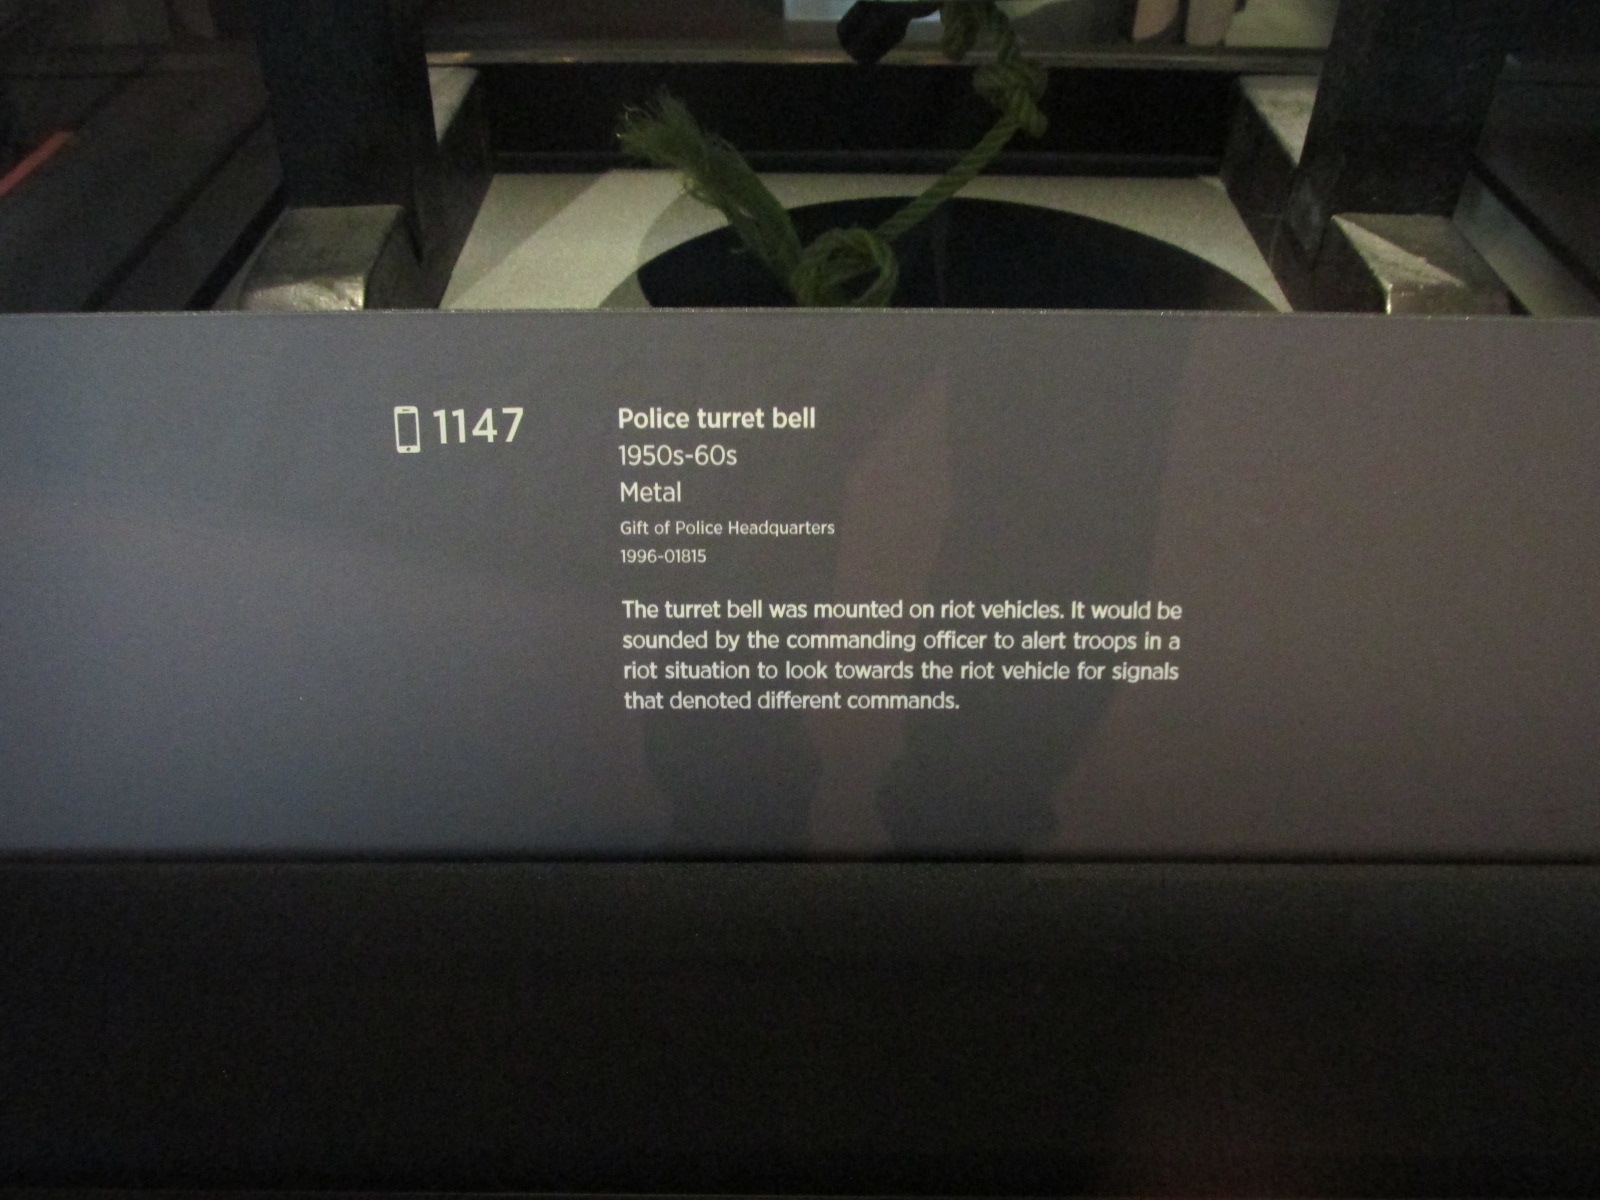 1147
Police turret bell
1950s-60s
Metal
Gift of Police Headquarters
1996-01815
The turret bell was mounted on riot vehicles. It would be
sounded by the commanding officer to alert troops in a
riot situation to look towards the riot vehicle for signals
that denoted different commands.